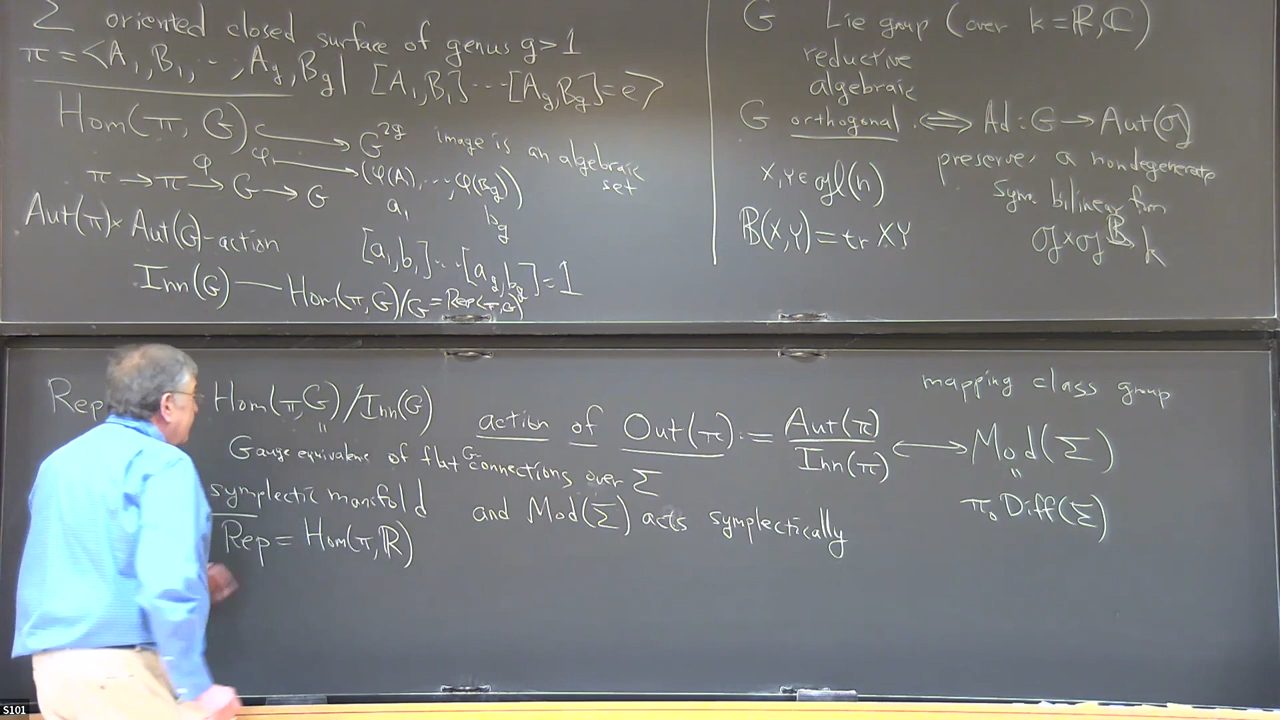 Σ oriented closed surface of genus g>1
π = <A₁,B₁,..,A_g,B_g| [A₁,B₁]...[A_g,B_g]=e>
Hom(π, G) ↪ G^{2g} image is an algebraic set
φ → (φ(A₁),...,φ(B_g))
a₁ b_g
π → π →^φ G → G
Aut(π) × Aut(G)-action
[a₁,b₁]...[a_g,b_g]=1
Inn(G) — Hom(π,G)/G = Rep(π,G)
G Lie group (over k=ℝ,ℂ)
reductive
algebraic
G orthogonal ⟺ Ad: G → Aut(𝔤)
preserve a nondegenerate
sym. bilinear form
𝔤×𝔤 →^𝔹 k
X,Y∈𝔤𝔩(n)
𝔹(X,Y) = tr XY
Rep
Hom(π,G)/Inn(G)
"
Gauge equivalence of flat G-connections over Σ
symplectic manifold
Rep = Hom(π,ℝ)
action of Out(π) := Aut(π)/Inn(π) ⟷ Mod(Σ)
and Mod(Σ) acts symplectically
mapping class group
"
π₀Diff(Σ)
S101